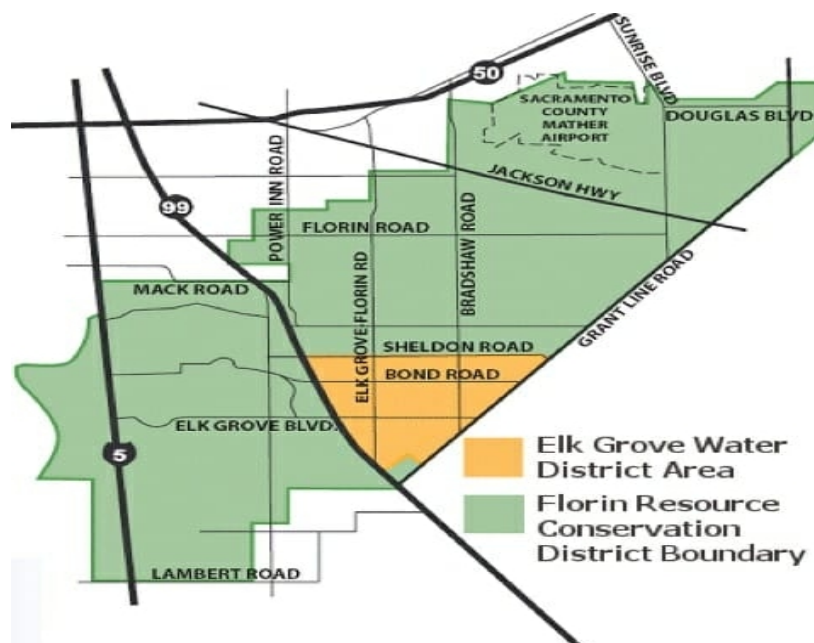 50
SUNRISE BLVD
SACRAMENTO
COUNTY
MATHER
AIRPORT
DOUGLAS BLVD
JACKSON HWY
99
POWER INN ROAD
FLORIN ROAD
BRADSHAW ROAD
ELK GROVE-FLORIN RD
GRANT LINE ROAD
MACK ROAD
SHELDON ROAD
BOND ROAD
ELK GROVE BLVD.
5
LAMBERT ROAD
Elk Grove Water
District Area
Florin Resource
Conservation
District Boundary